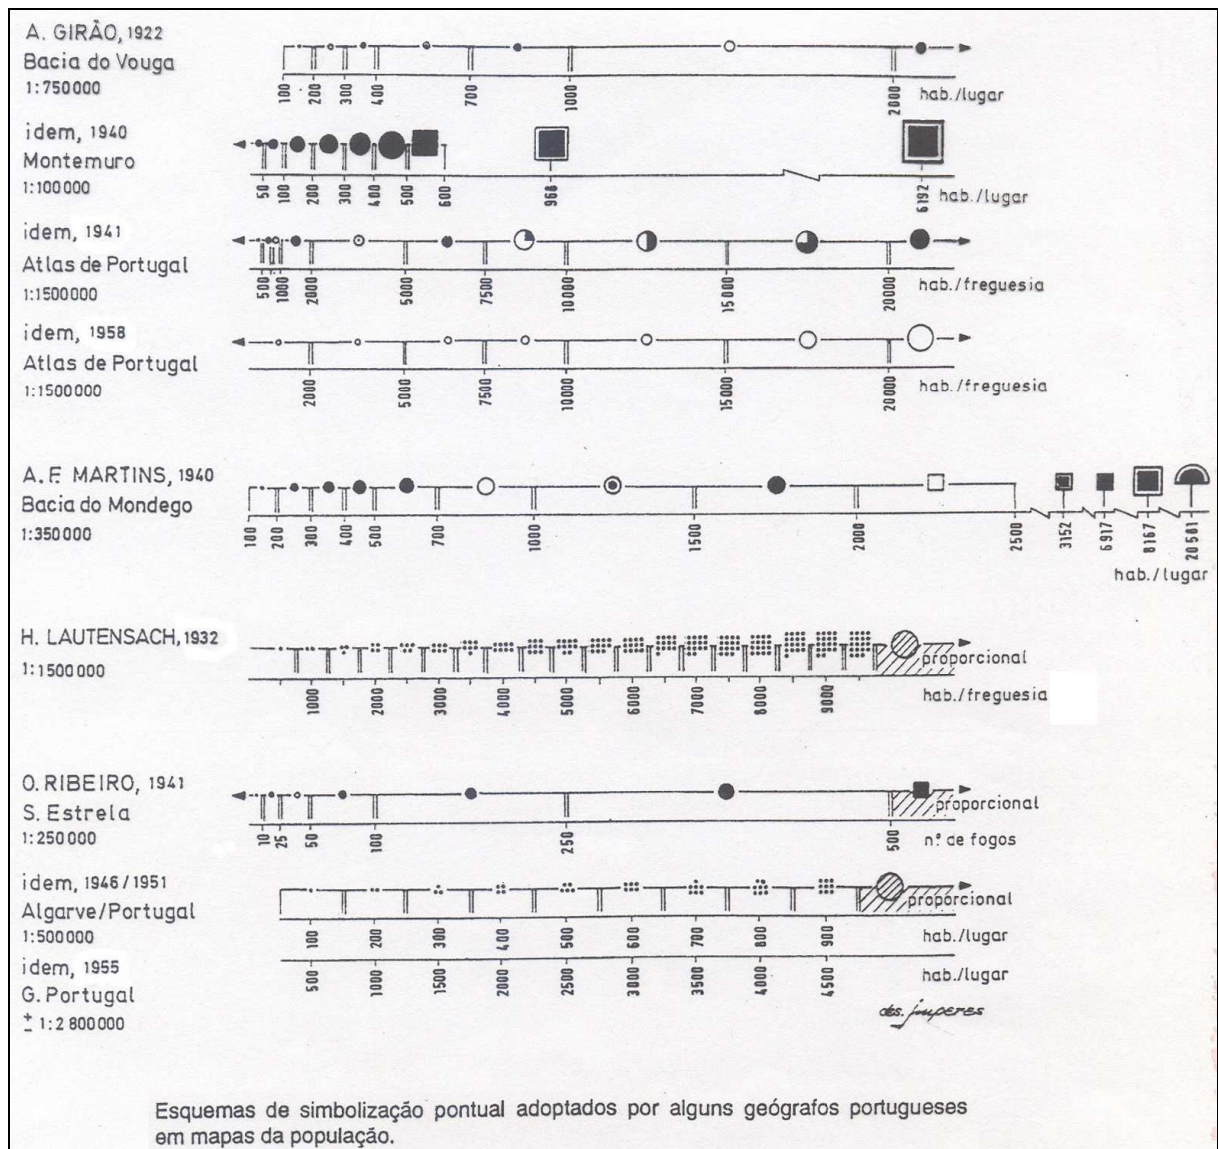 A. GIRÃO, 1922
Bacia do Vouga
1:750000
100 200 300 400 700 1000 2000 hab./lugar
idem, 1940
Montemuro
1:100000
50 100 200 300 400 500 600 968 6192 hab./lugar
idem, 1941
Atlas de Portugal
1:1500000
500 1000 2000 5000 7500 10000 15000 20000 hab./freguesia
idem, 1958
Atlas de Portugal
1:1500000
2000 5000 7500 10000 15000 20000 hab./freguesia
A. F. MARTINS, 1940
Bacia do Mondego
1:350000
100 200 300 400 500 700 1000 1500 2000 2500 3152 6917 8167 20581
hab./lugar
H. LAUTENSACH, 1932
1:1500000
proporcional
1000 2000 3000 4000 5000 6000 7000 8000 9000 hab./freguesia
O. RIBEIRO, 1941
S. Estrela
1:250000
proporcional
10 25 50 100 250 500 nº de fogos
idem, 1946/1951
Algarve/Portugal
1:500000
proporcional
100 200 300 400 500 600 700 800 900 hab./lugar
idem, 1955
G. Portugal
± 1:2 800000
500 1000 1500 2000 2500 3000 3500 4000 4500 hab./lugar
des.
Esquemas de simbolização pontual adoptados por alguns geógrafos portugueses
em mapas da população.